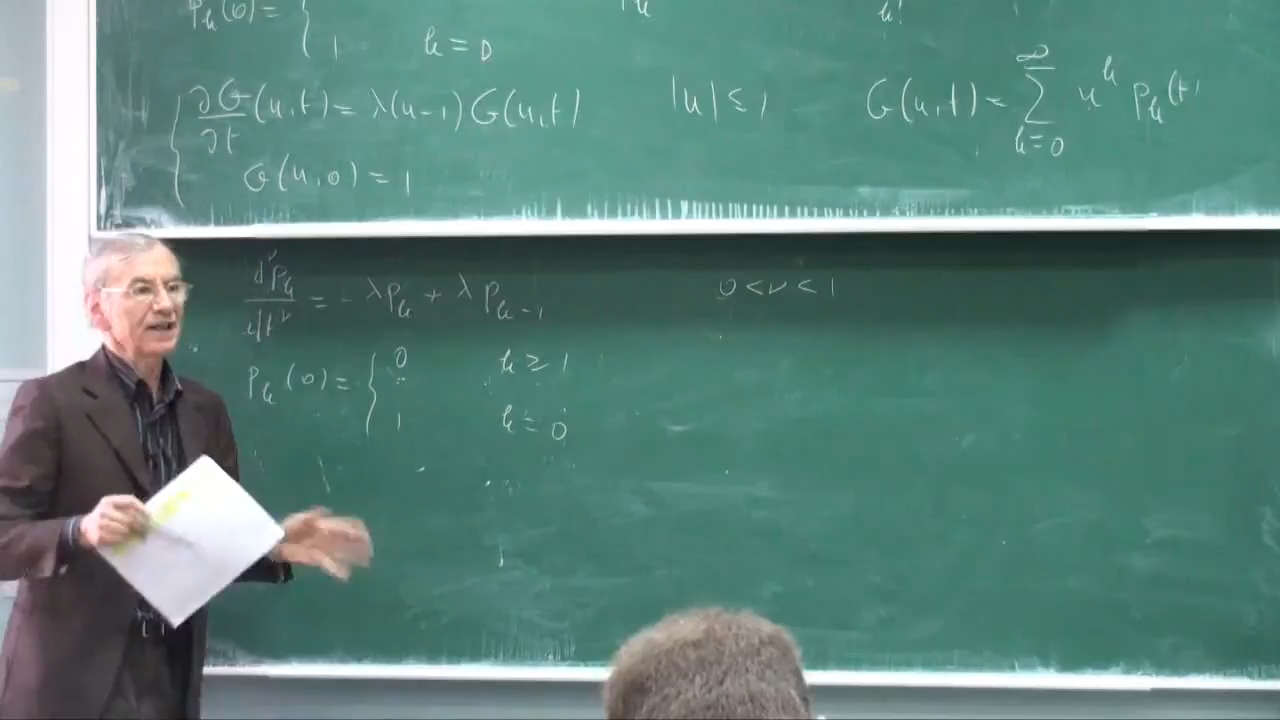 P_k(0) = { 1 k = 0
P_k
k!
∂G/∂t (u,t) = λ(u-1) G(u,t) |u| ≤ 1 G(u,t) = ∑_{k=0}^{∞} u^k P_k(t)
G(u,0) = 1
d^ν P_k / dt^ν = - λ P_k + λ P_{k-1} 0 < ν < 1
P_k(0) = { 0 k ≥ 1
1 k = 0